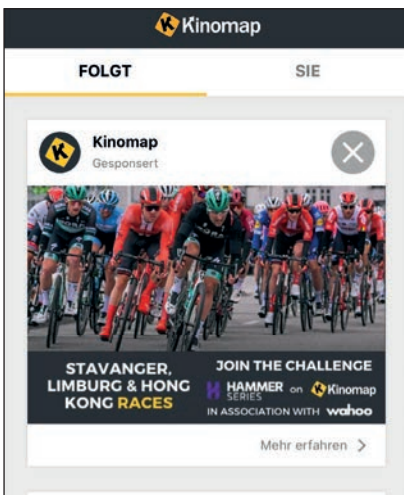 Kinomap
FOLGT SIE
Kinomap
Gesponsert
STAVANGER,
LIMBURG & HONG
KONG RACES
JOIN THE CHALLENGE
HAMMER SERIES on Kinomap
IN ASSOCIATION WITH wahoo
Mehr erfahren